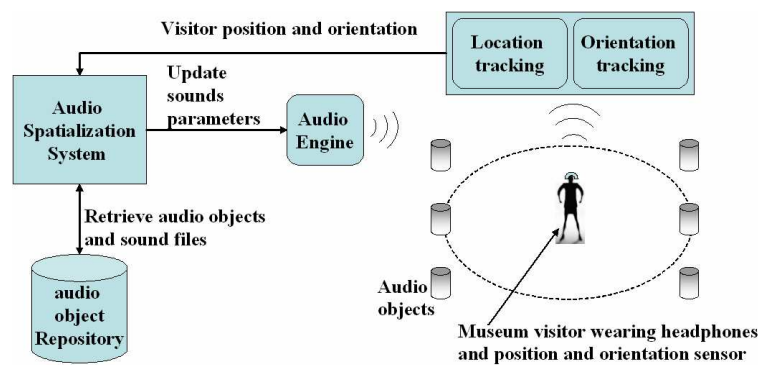 Visitor position and orientation
Location
tracking
Orientation
tracking
Update
sounds
parameters
Audio
Spatialization
System
Audio
Engine
Retrieve audio objects
and sound files
audio
object
Repository
Audio
objects
Museum visitor wearing headphones
and position and orientation sensor